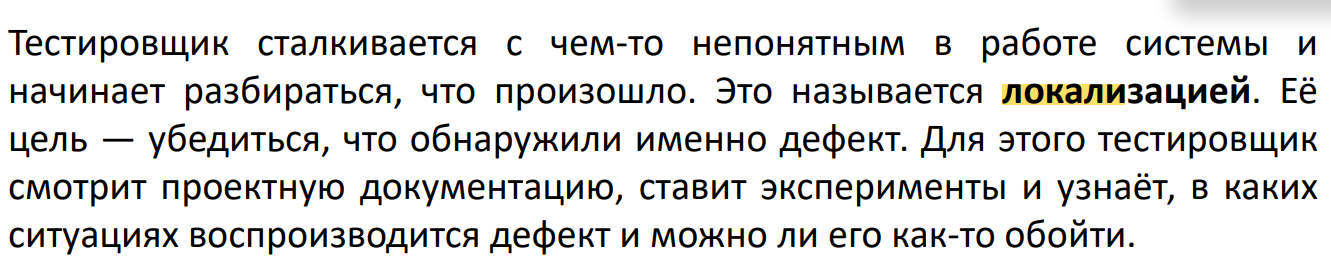 Тестировщик сталкивается с чем-то непонятным в работе системы и
начинает разбираться, что произошло. Это называется локализацией. Её
цель — убедиться, что обнаружили именно дефект. Для этого тестировщик
смотрит проектную документацию, ставит эксперименты и узнаёт, в каких
ситуациях воспроизводится дефект и можно ли его как-то обойти.